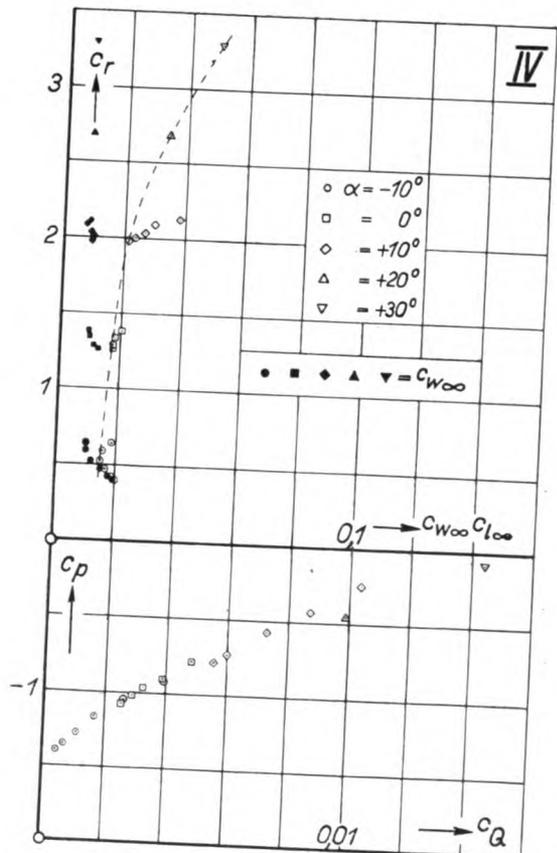 IV
3
c_r
○ α = -10°
□ = 0°
◇ = +10°
△ = +20°
▽ = +30°
2
● ■ ◆ ▲ ▼ = c_w∞
1
0,1 → c_w∞ c_l∞
c_p
-1
0,01 → c_Q